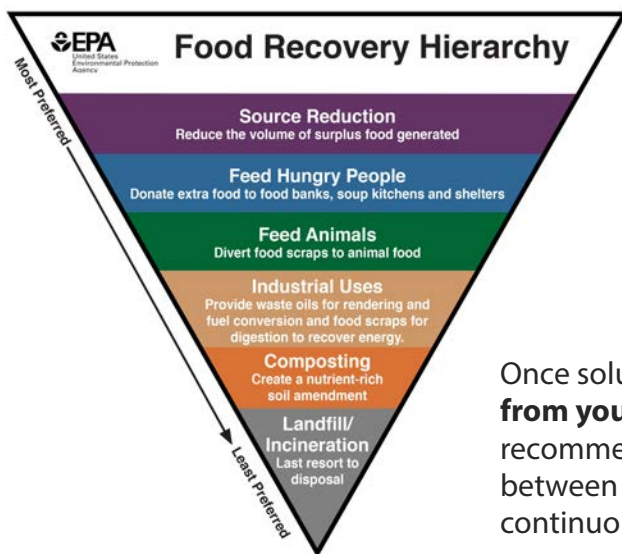 EPA
United States
Environmental Protection
Agency
Food Recovery Hierarchy
Most Preferred
Source Reduction
Reduce the volume of surplus food generated
Feed Hungry People
Donate extra food to food banks, soup kitchens and shelters
Feed Animals
Divert food scraps to animal food
Industrial Uses
Provide waste oils for rendering and
fuel conversion and food scraps for
digestion to recover energy.
Composting
Create a nutrient-rich
soil amendment
Landfill/
Incineration
Last resort to
disposal
Least Preferred
Once solu
from you
recomme
between
continuo